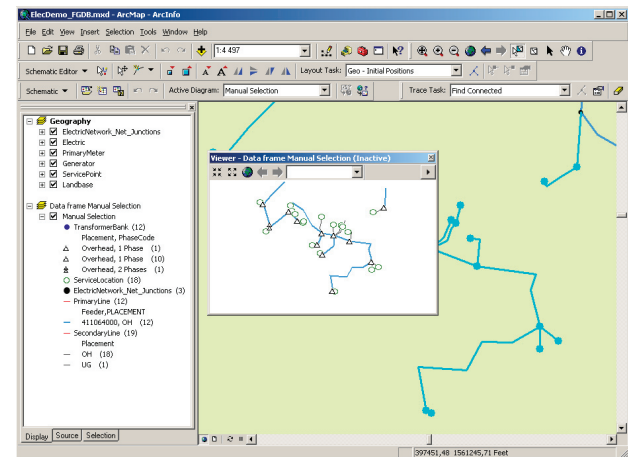 ElecDemo_FGDB.mxd - ArcMap - ArcInfo
File Edit View Insert Selection Tools Window Help
1:4 497
Schematic Editor Layout Task: Geo - Initial Positions
Schematic Active Diagram: Manual Selection Trace Task: Find Connected
Geography
ElectricNetwork_Net_Junctions
Electric
PrimaryMeter
Generator
ServicePoint
Landbase
Data frame Manual Selection
Manual Selection
TransformerBank (12)
Placement, PhaseCode
Overhead, 1 Phase (1)
Overhead, 1 Phase (10)
Overhead, 2 Phases (1)
ServiceLocation (18)
ElectricNetwork_Net_Junctions (3)
PrimaryLine (12)
Feeder,PLACEMENT
411064000, OH (12)
SecondaryLine (19)
Placement
OH (18)
UG (1)
Viewer - Data frame Manual Selection (Inactive)
Display Source Selection
397451,48 1561245,71 Feet